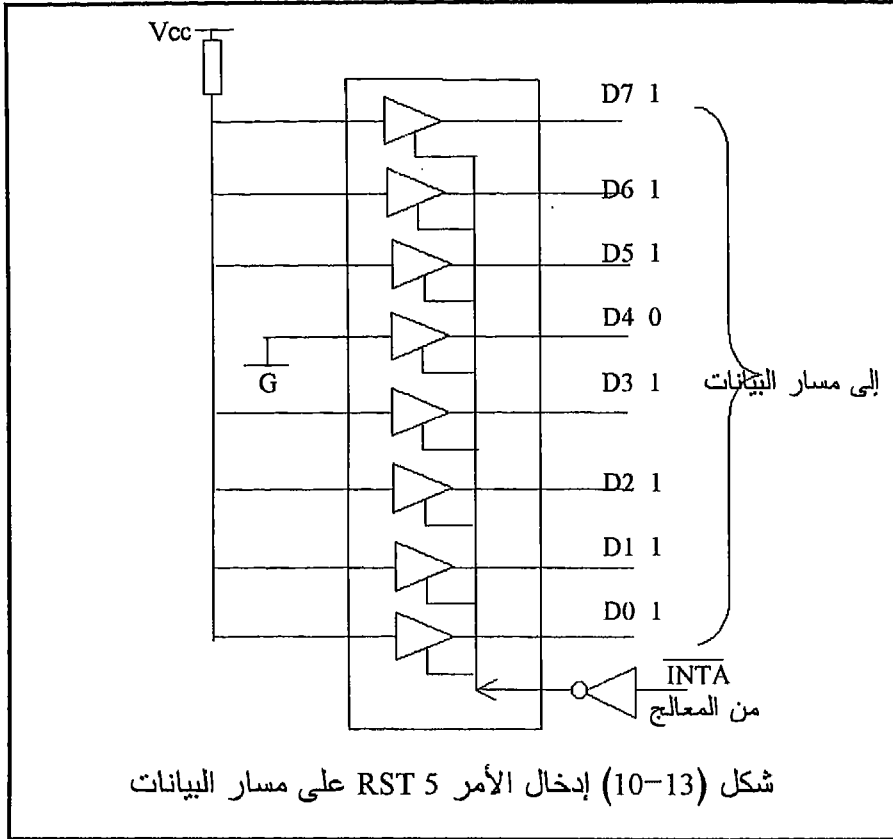 Vcc
D7 1
D6 1
D5 1
D4 0
G
D3 1
إلى مسار البيانات
D2 1
D1 1
D0 1
INTA
من المعالج
شكل (13-10) إدخال الأمر RST 5 على مسار البيانات